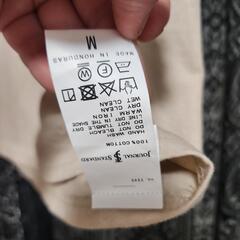 JOURNAL
STANDARD
100% COTTON
HAND WASH
DO NOT BLEACH
DO NOT TUMBLE DRY
LINE DRY IN THE SHADE
WARM IRON
DRY CLEAN
WET CLEAN
MADE IN HONDURAS
M